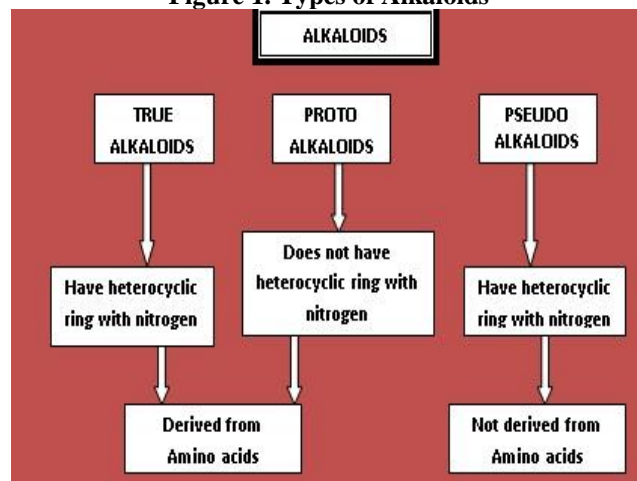 Figure 1. Types of Alkaloids
ALKALOIDS
TRUE
ALKALOIDS
PROTO
ALKALOIDS
PSEUDO
ALKALOIDS
Have heterocyclic
ring with nitrogen
Does not have
heterocyclic ring with
nitrogen
Have heterocyclic
ring with nitrogen
Derived from
Amino acids
Not derived from
Amino acids